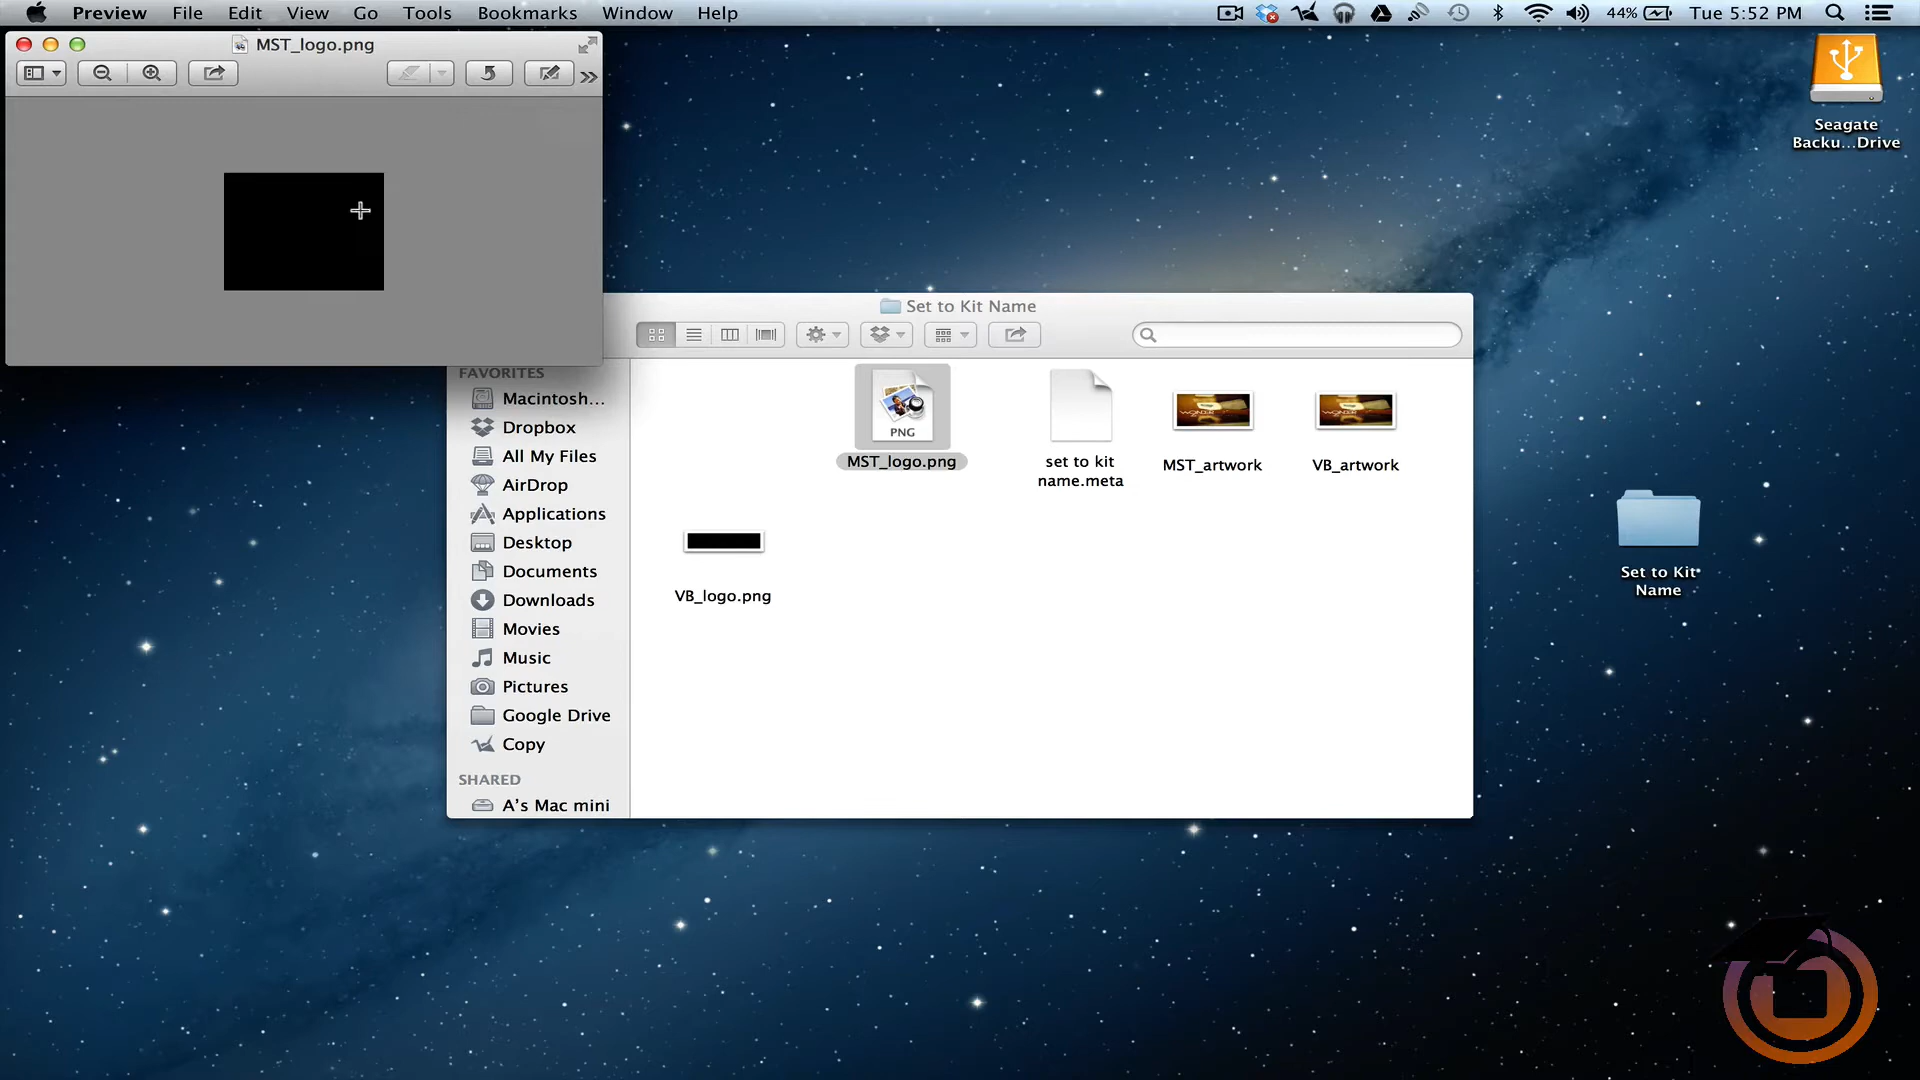 Preview File Edit View Go Tools Bookmarks Window Help
44% Tue 5:52 PM
MST_logo.png
Seagate
Backu...Drive
Set to Kit Name
FAVORITES
Macintosh...
Dropbox
All My Files
AirDrop
Applications
Desktop
Documents
Downloads
Movies
Music
Pictures
Google Drive
Copy
SHARED
A's Mac mini
PNG
MST_logo.png
set to kit
name.meta
MST_artwork
VB_artwork
VB_logo.png
Set to Kit
Name